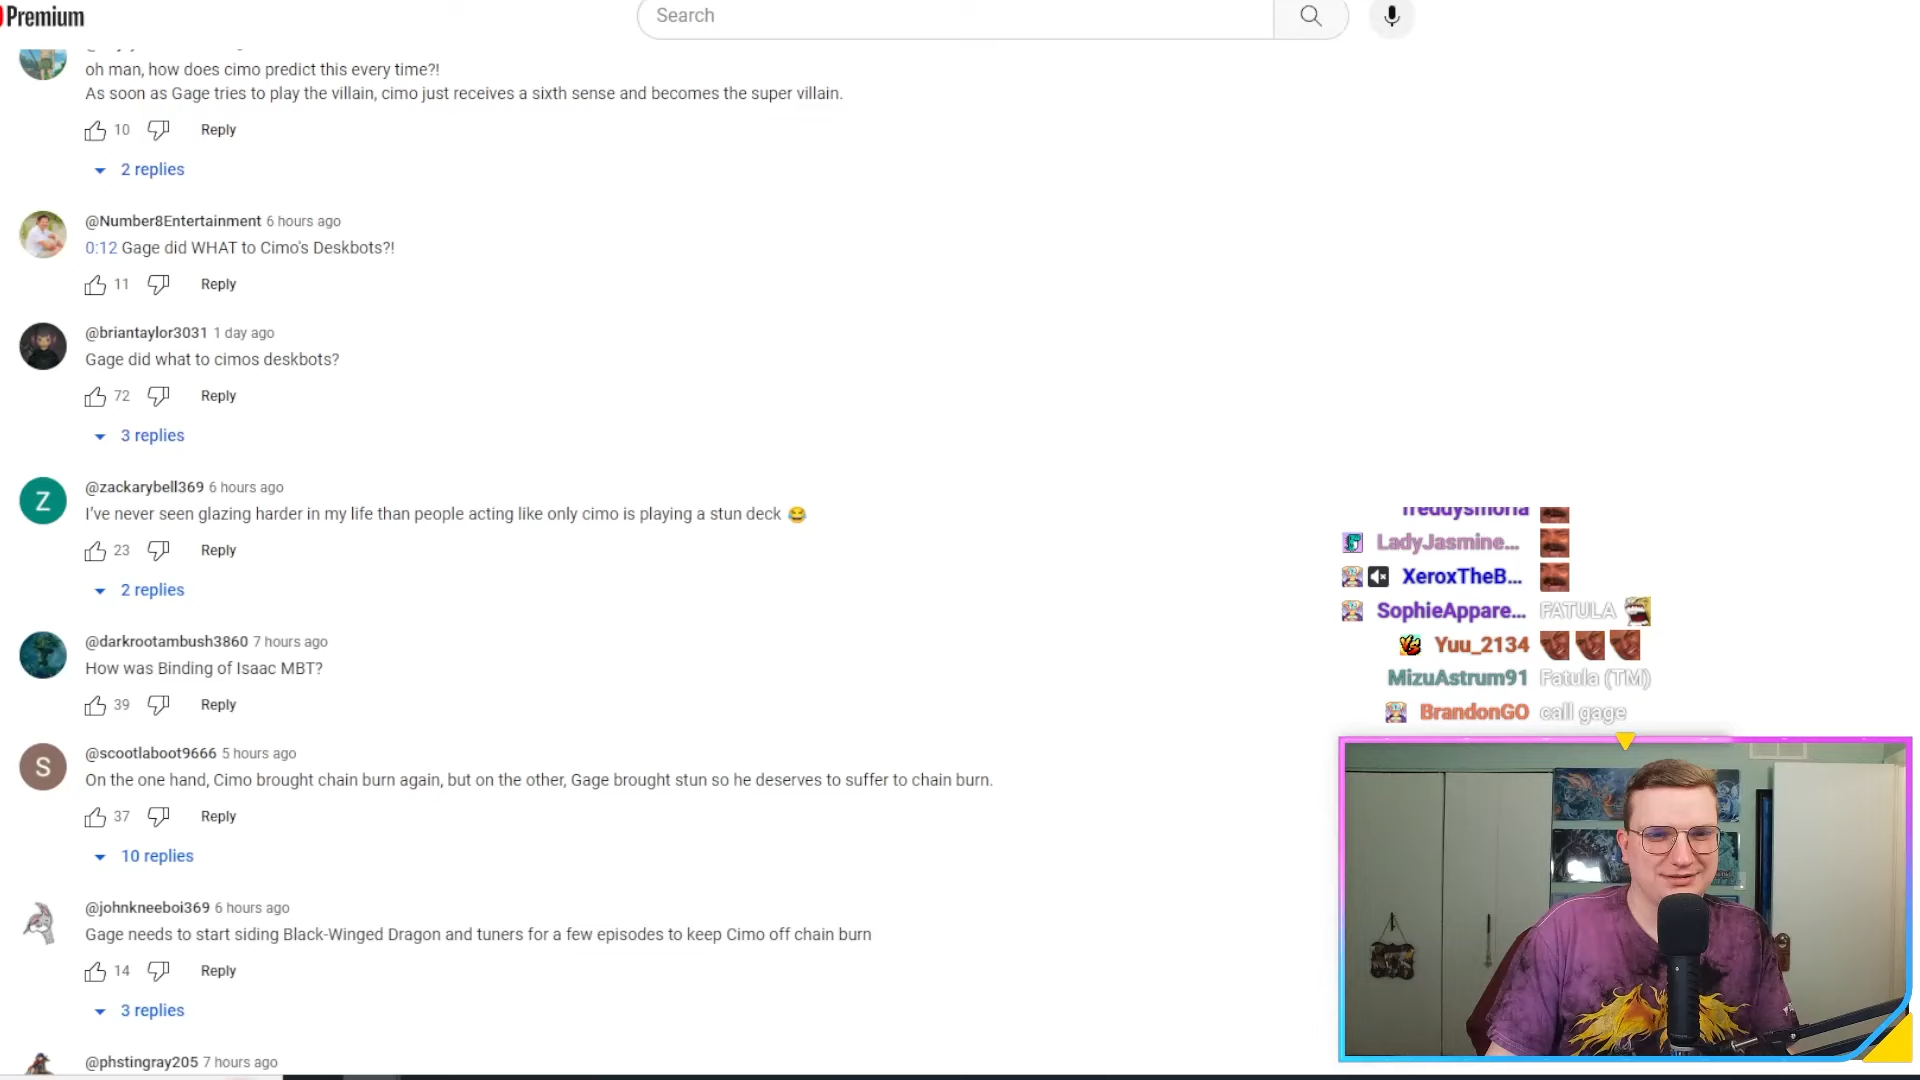 Premium
Search
oh man, how does cimo predict this every time?!
As soon as Gage tries to play the villain, cimo just receives a sixth sense and becomes the super villain.
10 Reply
2 replies
@Number8Entertainment 6 hours ago
0:12 Gage did WHAT to Cimo's Deskbots?!
11 Reply
@briantaylor3031 1 day ago
Gage did what to cimos deskbots?
72 Reply
3 replies
Z
@zackarybell369 6 hours ago
I've never seen glazing harder in my life than people acting like only cimo is playing a stun deck 😂
23 Reply
2 replies
@darkrootambush3860 7 hours ago
How was Binding of Isaac MBT?
39 Reply
S
@scootlaboot9666 5 hours ago
On the one hand, Cimo brought chain burn again, but on the other, Gage brought stun so he deserves to suffer to chain burn.
37 Reply
10 replies
@johnkneeboi369 6 hours ago
Gage needs to start siding Black-Winged Dragon and tuners for a few episodes to keep Cimo off chain burn
14 Reply
3 replies
@phstingray205 7 hours ago
LadyJasmine...
XeroxTheB...
SophieAppare... FATULA
Yuu_2134
MizuAstrum91 Fatula (TM)
BrandonGO call gage